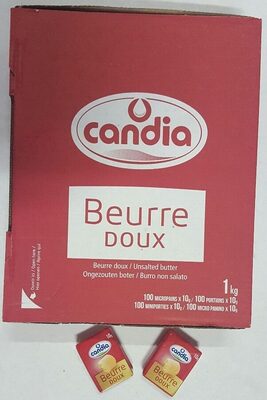 candia
Beurre
DOUX
Beurre doux / Unsalted butter
Ongezouten boter / Burro non salato
1 kg
100 MICROPAINS x 10g / 100 PORTIONS x 10g
100 MINIPORTIES x 10g / 100 MICRO PANINO x 10g
candia
Beurre
DOUX
candia
Beurre
DOUX